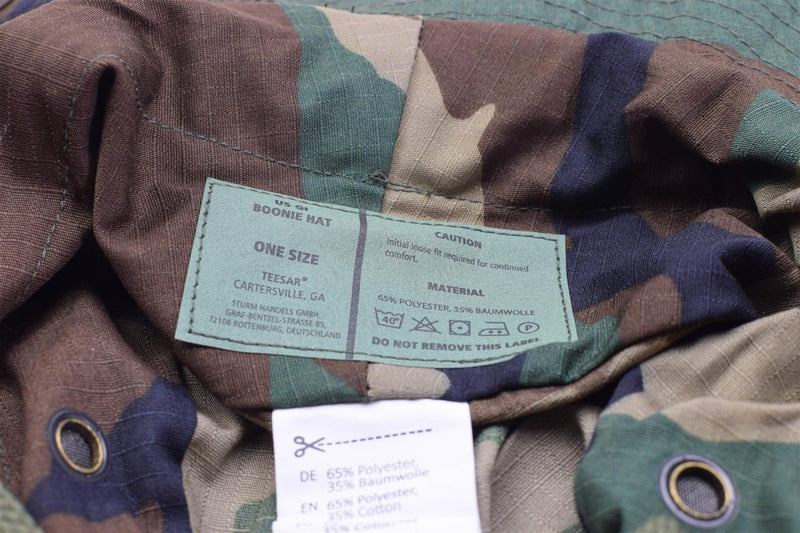 US GI
BOONIE HAT
ONE SIZE
TEESAR®
CARTERSVILLE, GA
STURM HANDELS GMBH,
GRAF-BENTZEL-STRASSE 85,
72108 ROTTENBURG, DEUTSCHLAND
CAUTION
Initial loose fit required for continued
comfort.
MATERIAL
65% POLYESTER, 35% BAUMWOLLE
40° P
DO NOT REMOVE THIS LABEL
DE 65% Polyester,
35% Baumwolle
EN 65% Polyester,
35% Cotton